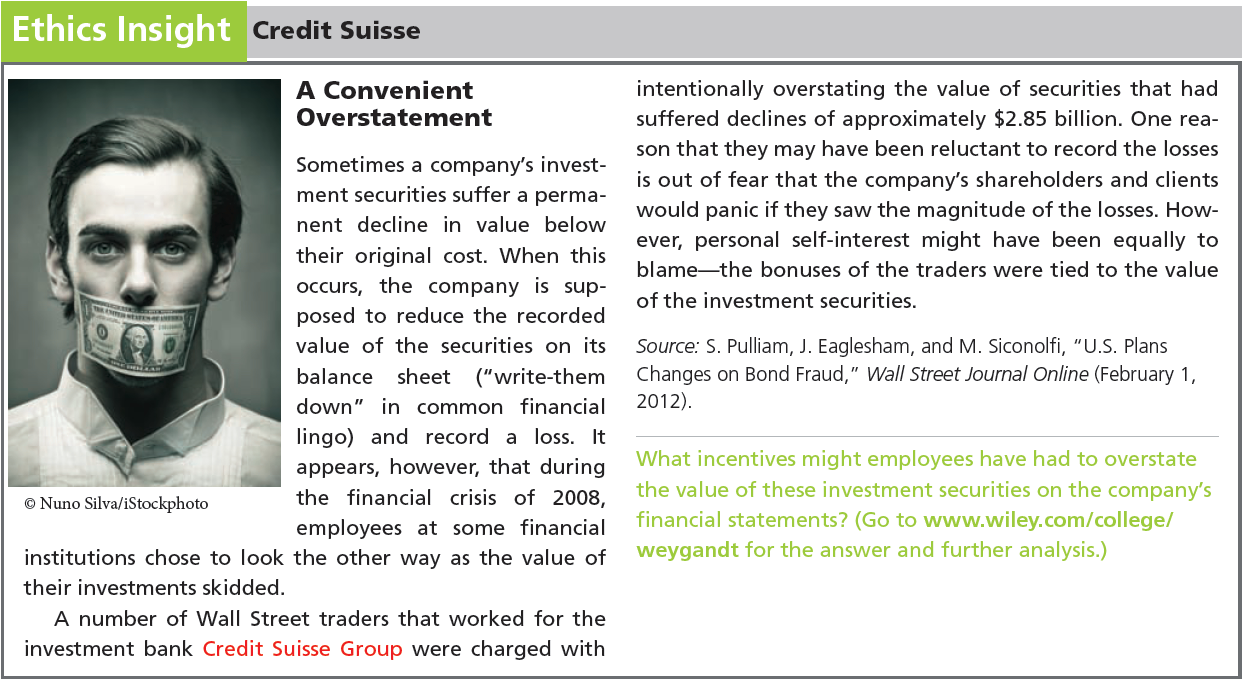 Ethics Insight Credit Suisse
A Convenient
Overstatement
Sometimes a company’s invest-
ment securities suffer a perma-
nent decline in value below
their original cost. When this
occurs, the company is sup-
posed to reduce the recorded
value of the securities on its
balance sheet (“write-them
down” in common financial
lingo) and record a loss. It
appears, however, that during
the financial crisis of 2008,
employees at some financial
institutions chose to look the other way as the value of
their investments skidded.
A number of Wall Street traders that worked for the
investment bank Credit Suisse Group were charged with
© Nuno Silva/iStockphoto
intentionally overstating the value of securities that had
suffered declines of approximately $2.85 billion. One rea-
son that they may have been reluctant to record the losses
is out of fear that the company’s shareholders and clients
would panic if they saw the magnitude of the losses. How-
ever, personal self-interest might have been equally to
blame—the bonuses of the traders were tied to the value
of the investment securities.
Source: S. Pulliam, J. Eaglesham, and M. Siconolfi, “U.S. Plans
Changes on Bond Fraud,” Wall Street Journal Online (February 1,
2012).
What incentives might employees have had to overstate
the value of these investment securities on the company’s
financial statements? (Go to www.wiley.com/college/
weygandt for the answer and further analysis.)
THE UNITED STATES OF AMERICA
ONE DOLLAR